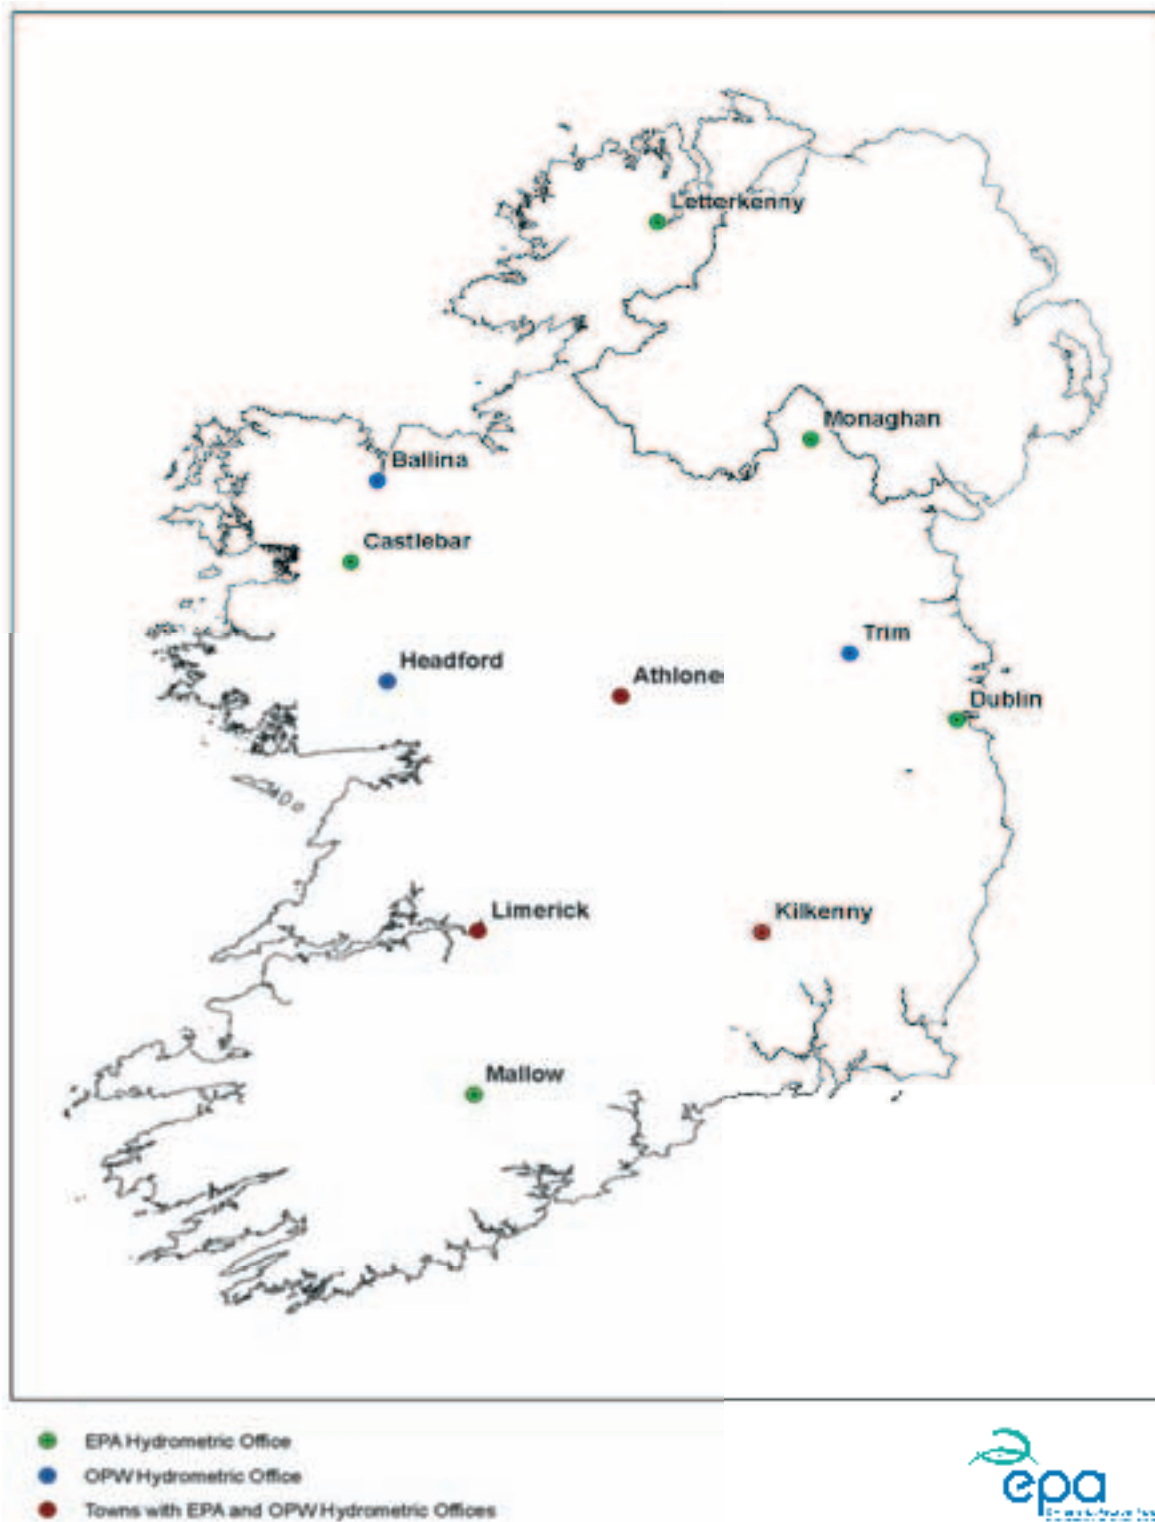 Letterkenny
Monaghan
Ballina
Castlebar
Trim
Headford
Athlone
Dublin
Limerick
Kilkenny
Mallow
EPA Hydrometric Office
OPW Hydrometric Office
Towns with EPA and OPW Hydrometric Offices
epa